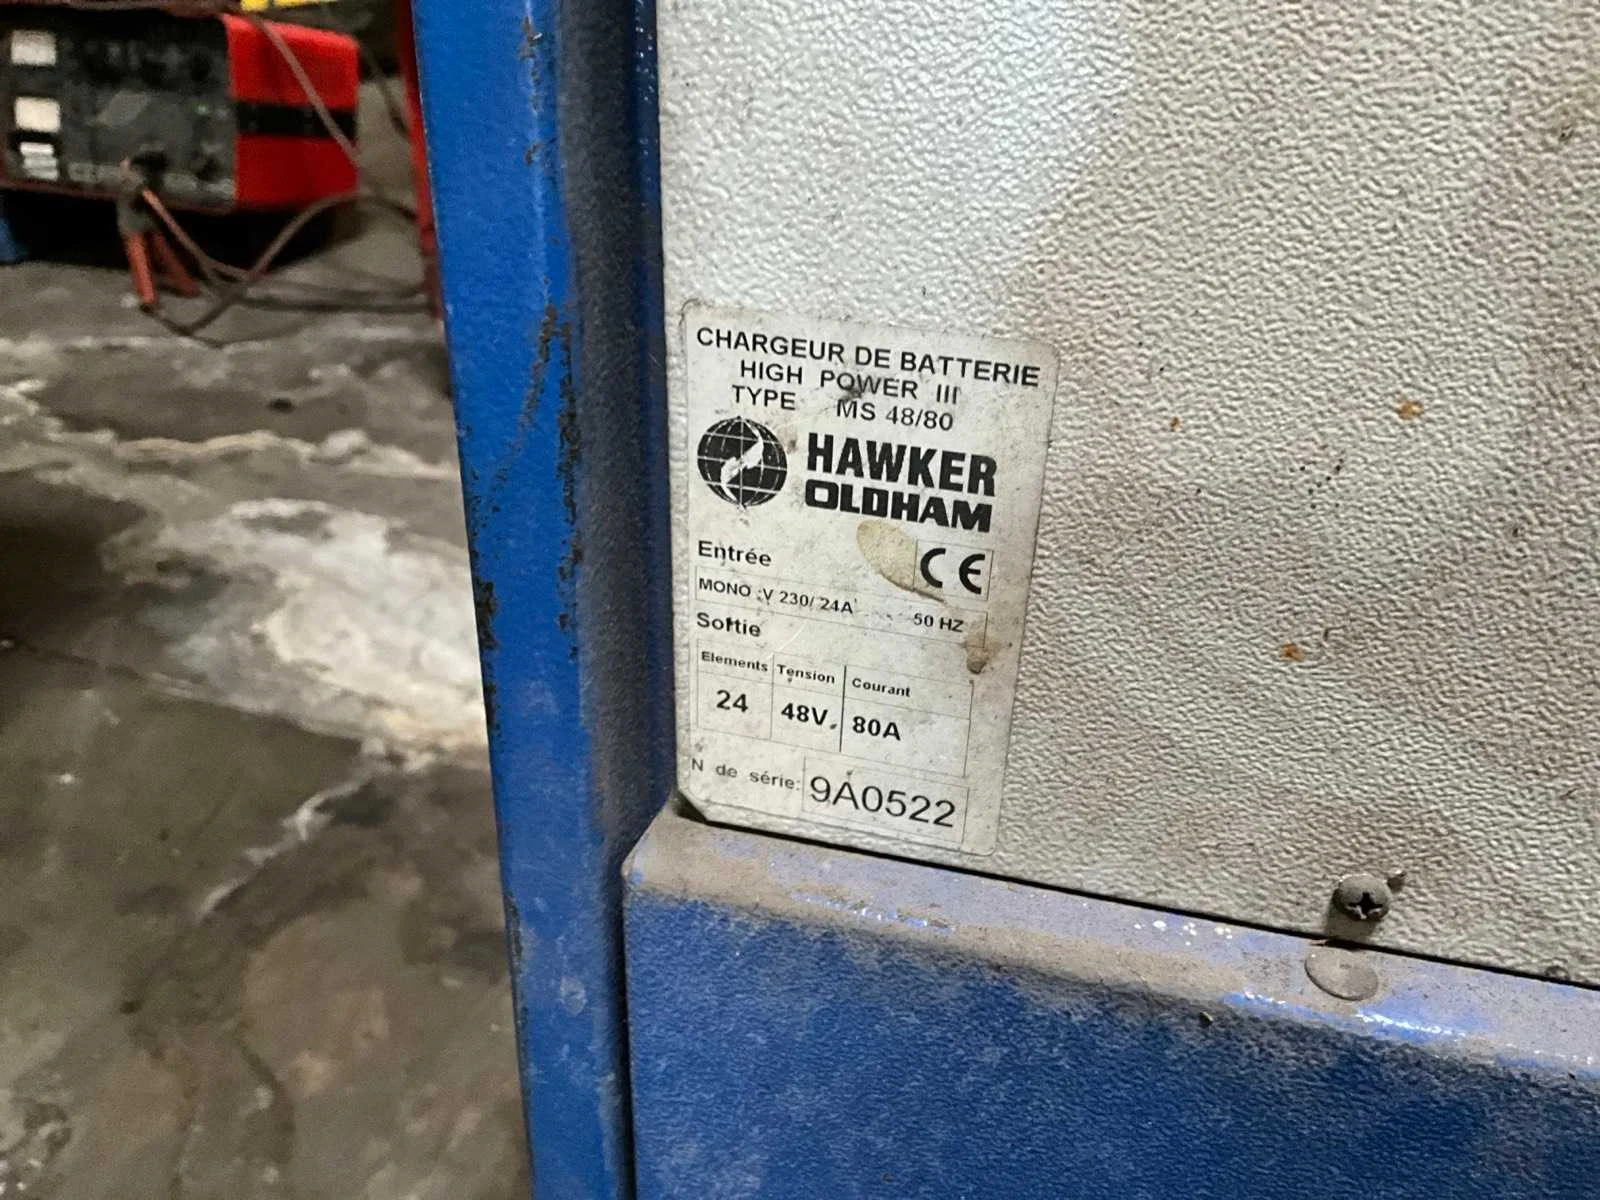 CHARGEUR DE BATTERIE
HIGH POWER III
TYPE MS 48/80
HAWKER
OLDHAM
Entrée
CE
MONO :V 230/ 24A 50 HZ
Sortie
Elements Tension Courant
24 48V. 80A
N de série: 9A0522